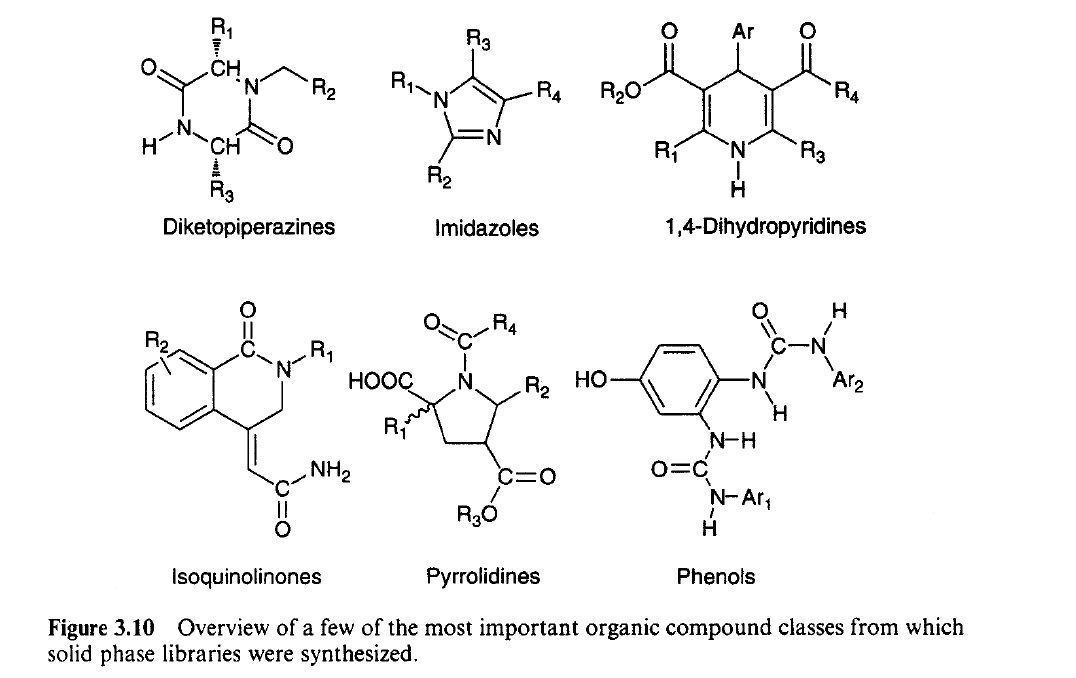 R1
O
CH
N
R2
H
N
CH
O
R3
Diketopiperazines
R3
R1
N
R4
N
R2
Imidazoles
O
Ar
O
R2O
R4
R1
N
R3
H
1,4-Dihydropyridines
O
R2
C
N
R1
NH2
C
O
Isoquinolinones
O
C
R4
HOOC
N
R2
R1
C=O
R3O
Pyrrolidines
O
H
C-N
HO
N
Ar2
H
N-H
O=C
N-Ar1
H
Phenols
Figure 3.10 Overview of a few of the most important organic compound classes from which
solid phase libraries were synthesized.